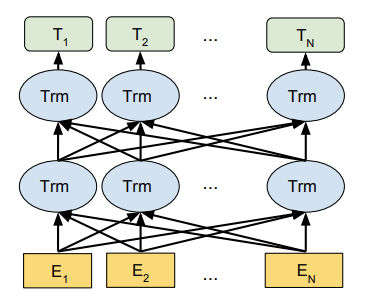 T1 T2 ... TN
Trm Trm ... Trm
Trm Trm ... Trm
E1 E2 ... EN